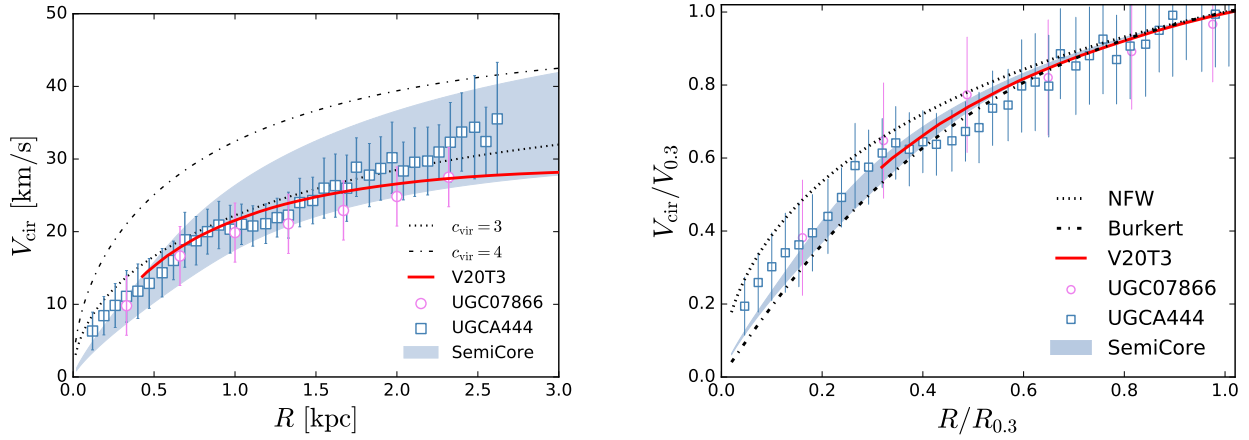 50
40
30
20
10
0
V_cir [km/s]
0.0 0.5 1.0 1.5 2.0 2.5 3.0
R [kpc]
c_vir = 3
c_vir = 4
V20T3
UGC07866
UGCA444
SemiCore
1.0
0.8
0.6
0.4
0.2
0.0
V_cir/V_0.3
0.0 0.2 0.4 0.6 0.8 1.0
R/R_0.3
NFW
Burkert
V20T3
UGC07866
UGCA444
SemiCore